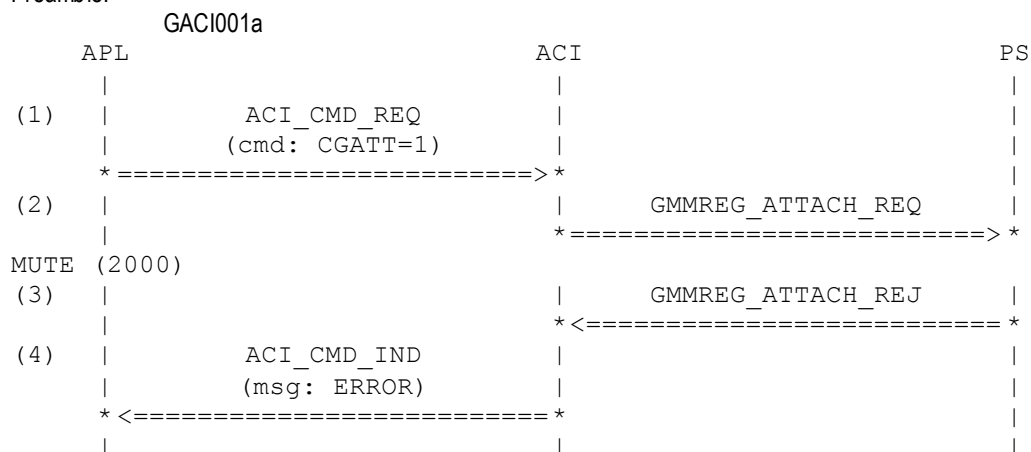 GACI001a
APL ACI PS
| |
(1) | ACI_CMD_REQ | |
| (cmd: CGATT=1) | |
* ==========================> * |
(2) | | GMMREG_ATTACH_REQ |
| * ==========================> *
MUTE (2000)
(3) | | GMMREG_ATTACH_REJ |
| * <========================== *
(4) | ACI_CMD_IND | |
| (msg: ERROR) | |
* <=========================== * |
| | |